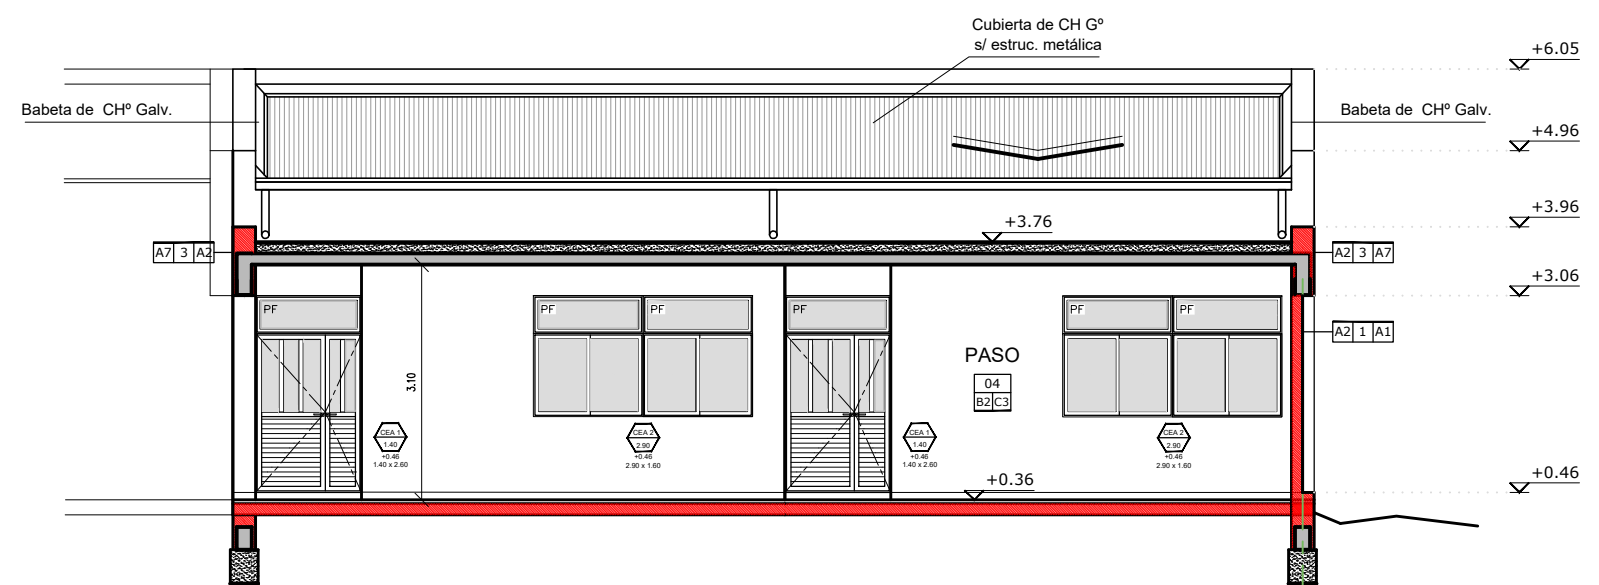 Cubierta de CH Gº
s/ estruc. metálica
+6.05
Babeta de CHº Galv.
Babeta de CHº Galv.
+4.96
+3.96
+3.76
A7 3 A2
A2 3 A7
+3.06
PF
PF
PF
PF
PF
PF
A2 1 A1
PASO
3.10
04
B2 C3
CEA 1
1.40
+0.46
1.40 x 2.60
CEA 2
2.90
+0.46
2.90 x 1.60
CEA 1
1.40
+0.46
1.40 x 2.60
CEA 2
2.90
+0.46
2.90 x 1.60
+0.46
+0.36